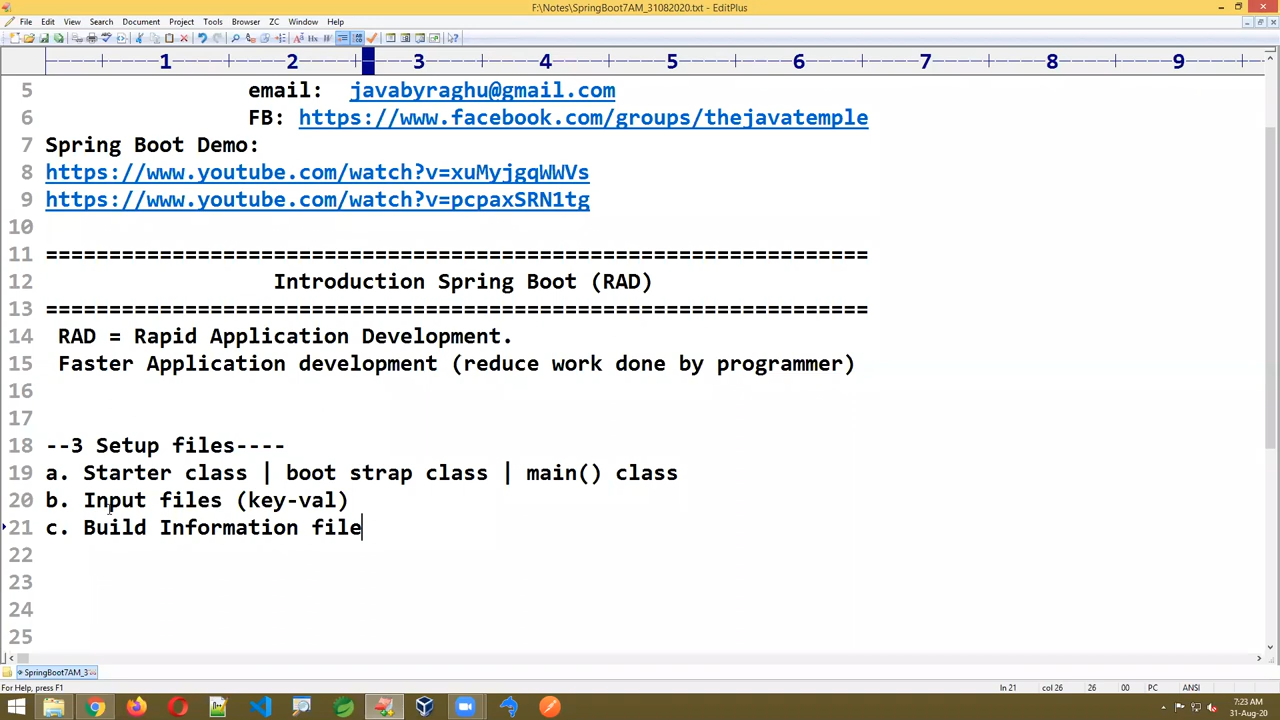 F:\Notes\SpringBoot7AM_31082020.txt - EditPlus
File Edit View Search Document Project Tools Browser ZC Window Help
1 2 3 4 5 6 7 8 9
5 email: javabyraghu@gmail.com
6 FB: https://www.facebook.com/groups/thejavatemple
7 Spring Boot Demo:
8 https://www.youtube.com/watch?v=xuMyjgqWWVs
9 https://www.youtube.com/watch?v=pcpaxSRN1tg
10
11 =================================================================
12 Introduction Spring Boot (RAD)
13 =================================================================
14 RAD = Rapid Application Development.
15 Faster Application development (reduce work done by programmer)
16
17
18 --3 Setup files----
19 a. Starter class | boot strap class | main() class
20 b. Input files (key-val)
21 c. Build Information file
22
23
24
25
SpringBoot7AM_3
For Help, press F1
ln 21 col 26 26 00 PC ANSI
7:23 AM
31-Aug-20